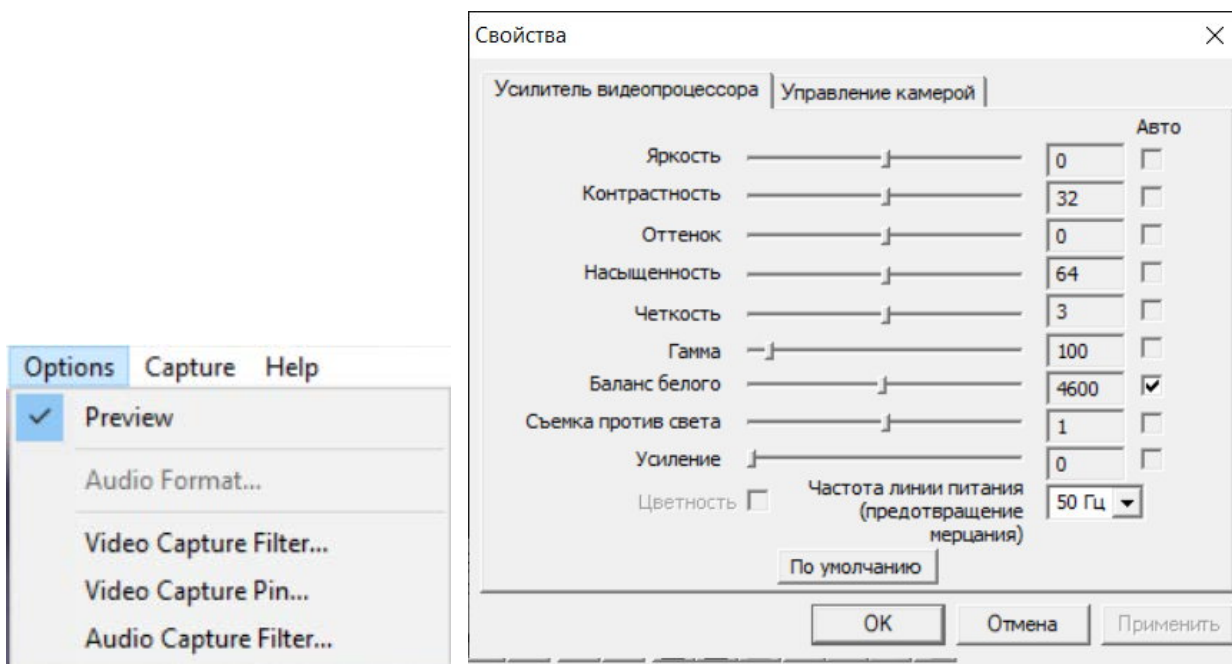 Options Capture Help
Preview
Audio Format...
Video Capture Filter...
Video Capture Pin...
Audio Capture Filter...
Свойства
Усилитель видеопроцессора Управление камерой
Авто
Яркость 0
Контрастность 32
Оттенок 0
Насыщенность 64
Четкость 3
Гамма 100
Баланс белого 4600
Съемка против света 1
Усиление 0
Цветность Частота линии питания 50 Гц
(предотвращение
мерцания)
По умолчанию
OK Отмена Применить